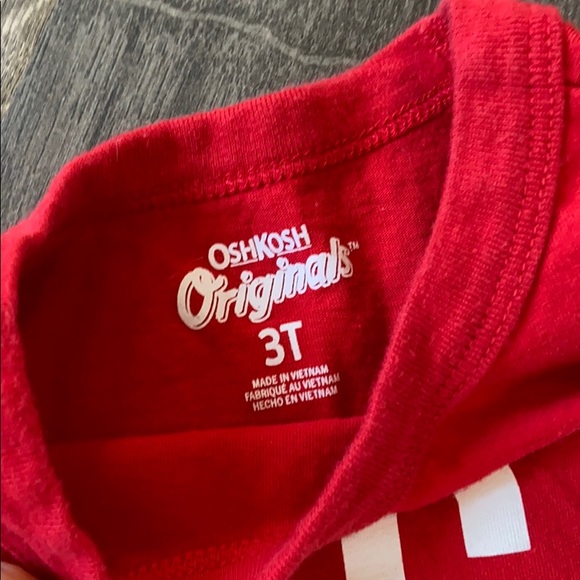 OSHKOSH
Originals™
3T
MADE IN VIETNAM
FABRIQUÉ AU VIETNAM
HECHO EN VIETNAM